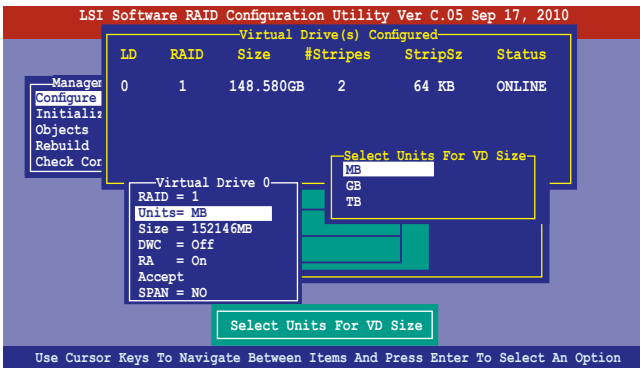 LSI Software RAID Configuration Utility Ver C.05 Sep 17, 2010
Virtual Drive(s) Configured
LD RAID Size #Stripes StripSz Status
0 1 148.580GB 2 64 KB ONLINE
Managem
Configure
Initializ
Objects
Rebuild
Check Con
Select Units For VD Size
MB
GB
TB
Virtual Drive 0
RAID = 1
Units= MB
Size = 152146MB
DWC = Off
RA = On
Accept
SPAN = NO
Select Units For VD Size
Use Cursor Keys To Navigate Between Items And Press Enter To Select An Option